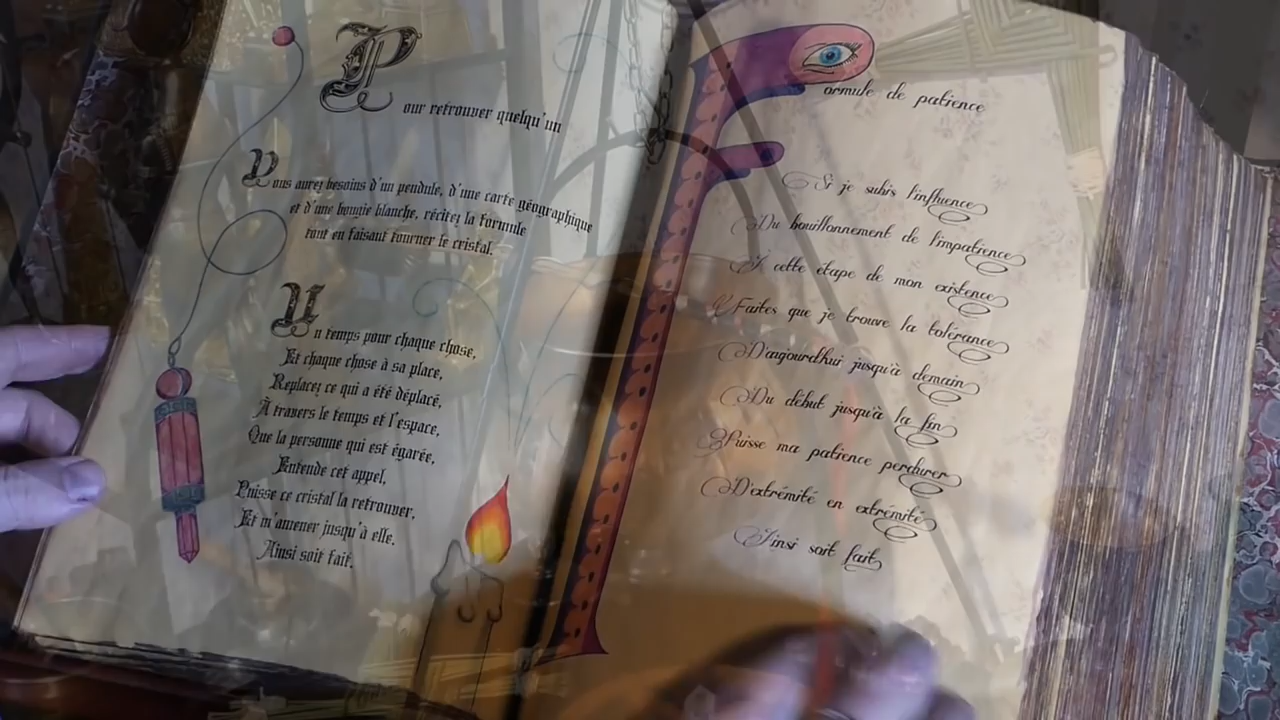 Pour retrouver quelqu'un
Vous aurez besoins d'un pendule, d'une carte géographique
et d'une bougie blanche, récitez la formule
tout en faisant tourner le cristal.
Un temps pour chaque chose,
Et chaque chose à sa place,
Replacez ce qui a été déplacé,
À travers le temps et l'espace,
Que la personne qui est égarée,
Entende cet appel,
Puisse ce cristal la retrouver,
Et m'amener jusqu'à elle.
Ainsi soit fait.
Formule de patience
Si je subis l'influence
Du bouillonnement de l'impatience
A cette étape de mon existence
Faites que je trouve la tolérance
D'aujourd'hui jusqu'à demain
Du début jusqu'à la fin
Puisse ma patience perdurer
D'extrémité en extrémité
Ainsi soit fait